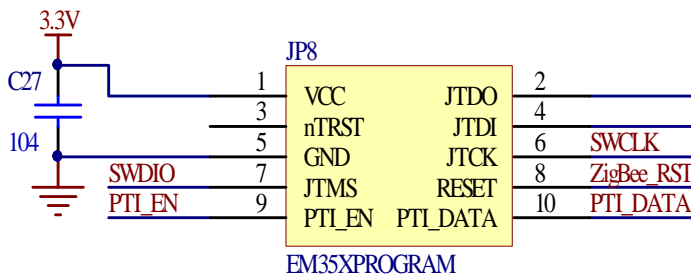 3.3V
JP8
C27
104
1 VCC JTDO 2
3 nTRST JTDI 4
5 GND JTCK 6 SWCLK
SWDIO 7 JTMS RESET 8 ZigBee_RST
PTI_EN 9 PTI_EN PTI_DATA 10 PTI_DATA
EM35XPROGRAM